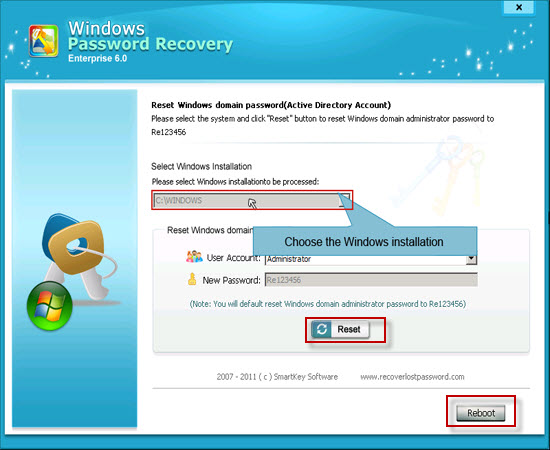 Windows
Password Recovery
Enterprise 6.0
x
Reset Windows domain password(Active Directory Account)
Please select the system and click "Reset" button to reset Windows domain administrator password to
Re123456
Select Windows Installation
Please select Windows installationto be processed:
C:\WINDOWS
Choose the Windows installation
Reset Windows domain
User Account: Administrator
New Password: Re123456
(Note: You will default reset Windows domain administrator password to Re123456)
Reset
2007 - 2011 ( c ) SmartKey Software www.recoverlostpassword.com
Reboot